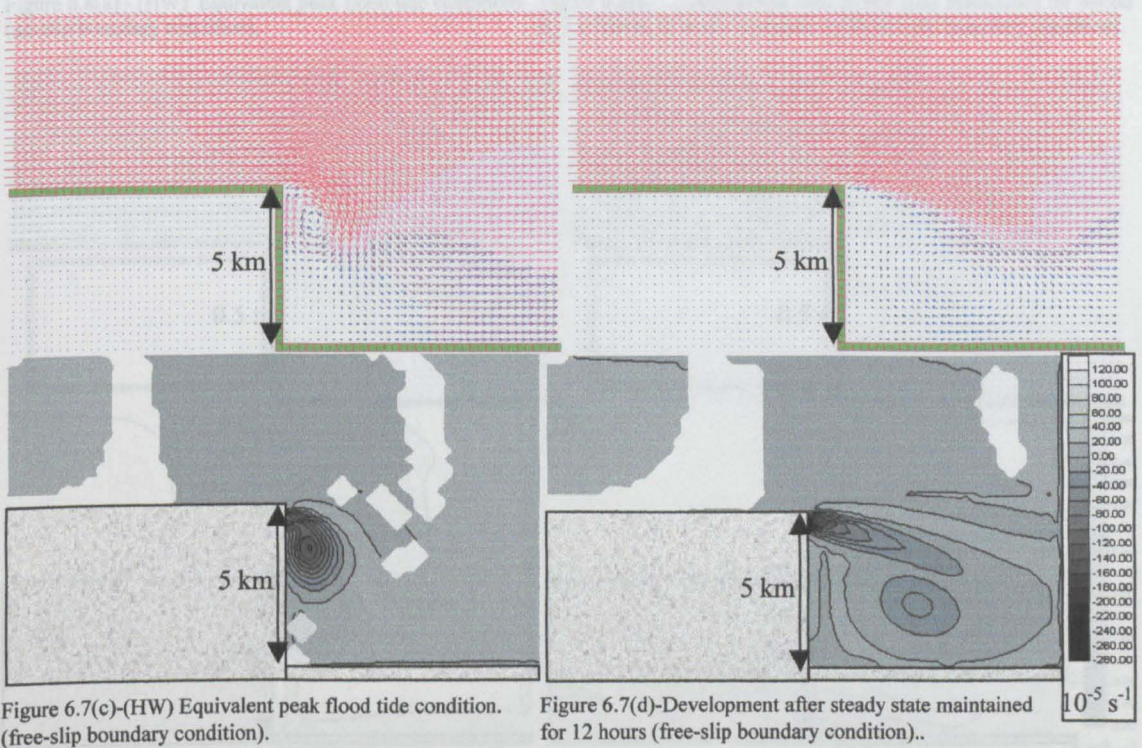 5 km
5 km
5 km
5 km
120.00
100.00
80.00
60.00
40.00
20.00
0.00
-20.00
-40.00
-60.00
-80.00
-100.00
-120.00
-140.00
-160.00
-180.00
-200.00
-220.00
-240.00
-260.00
-280.00
10⁻⁵ s⁻¹
Figure 6.7(c)-(HW) Equivalent peak flood tide condition.
(free-slip boundary condition).
Figure 6.7(d)-Development after steady state maintained
for 12 hours (free-slip boundary condition)..